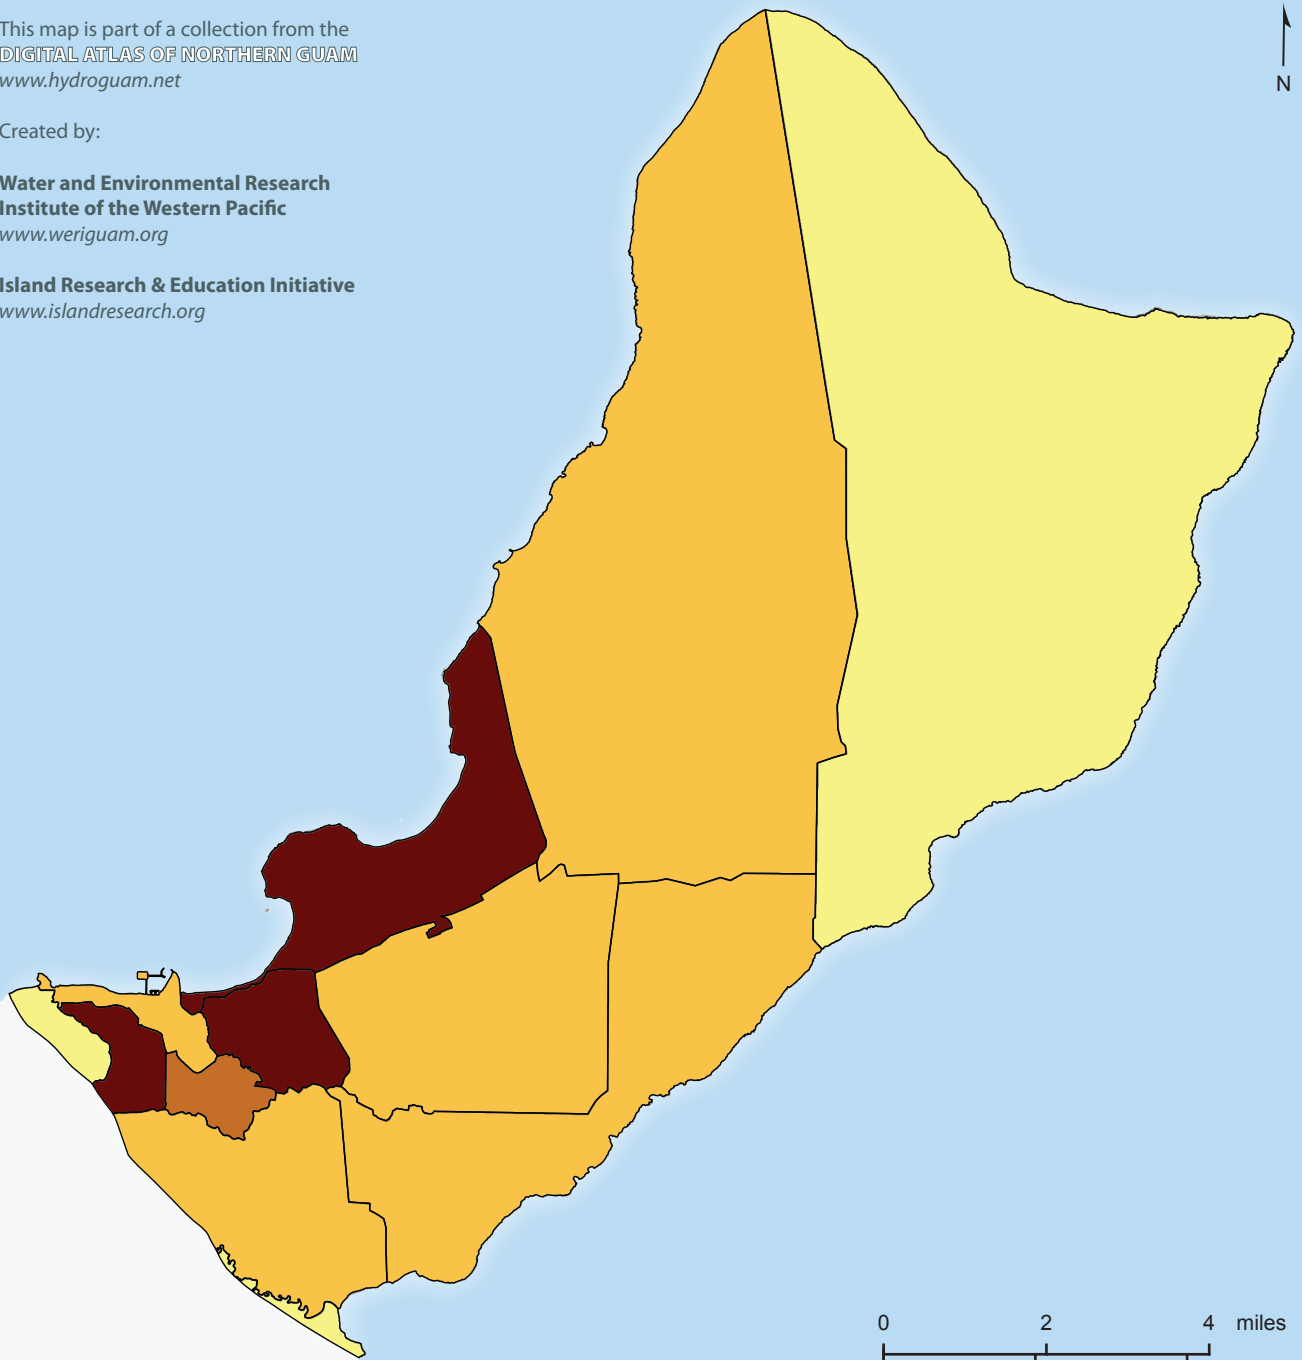 This map is part of a collection from the
DIGITAL ATLAS OF NORTHERN GUAM
www.hydroguam.net
Created by:
Water and Environmental Research
Institute of the Western Pacific
www.weriguam.org
Island Research & Education Initiative
www.islandresearch.org
N
0 2 4 miles